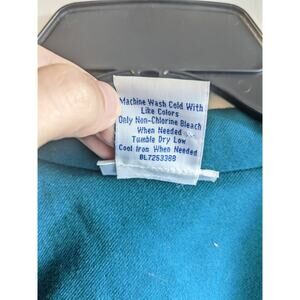 Machine Wash Cold With
Like Colors
Only Non-Chlorine Bleach
When Needed
Tumble Dry Low
Cool Iron When Needed
BL7253388